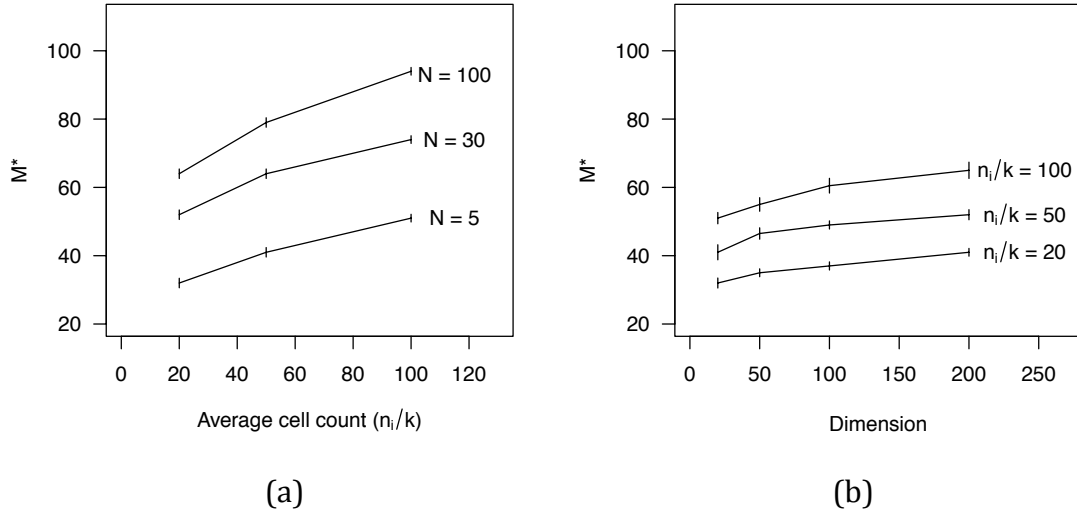 M*
100
80
60
40
20
N = 100
N = 30
N = 5
0 20 40 60 80 100 120
Average cell count (nᵢ/k)
(a)
M*
100
80
60
40
20
nᵢ/k = 100
nᵢ/k = 50
nᵢ/k = 20
0 50 100 150 200 250
Dimension
(b)